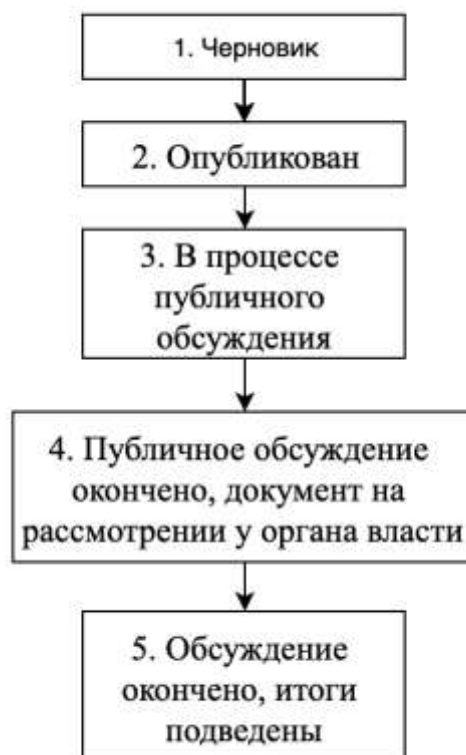 1. Черновик
2. Опубликован
3. В процессе
публичного
обсуждения
4. Публичное обсуждение
окончено, документ на
рассмотрении у органа власти
5. Обсуждение
окончено, итоги
подведены